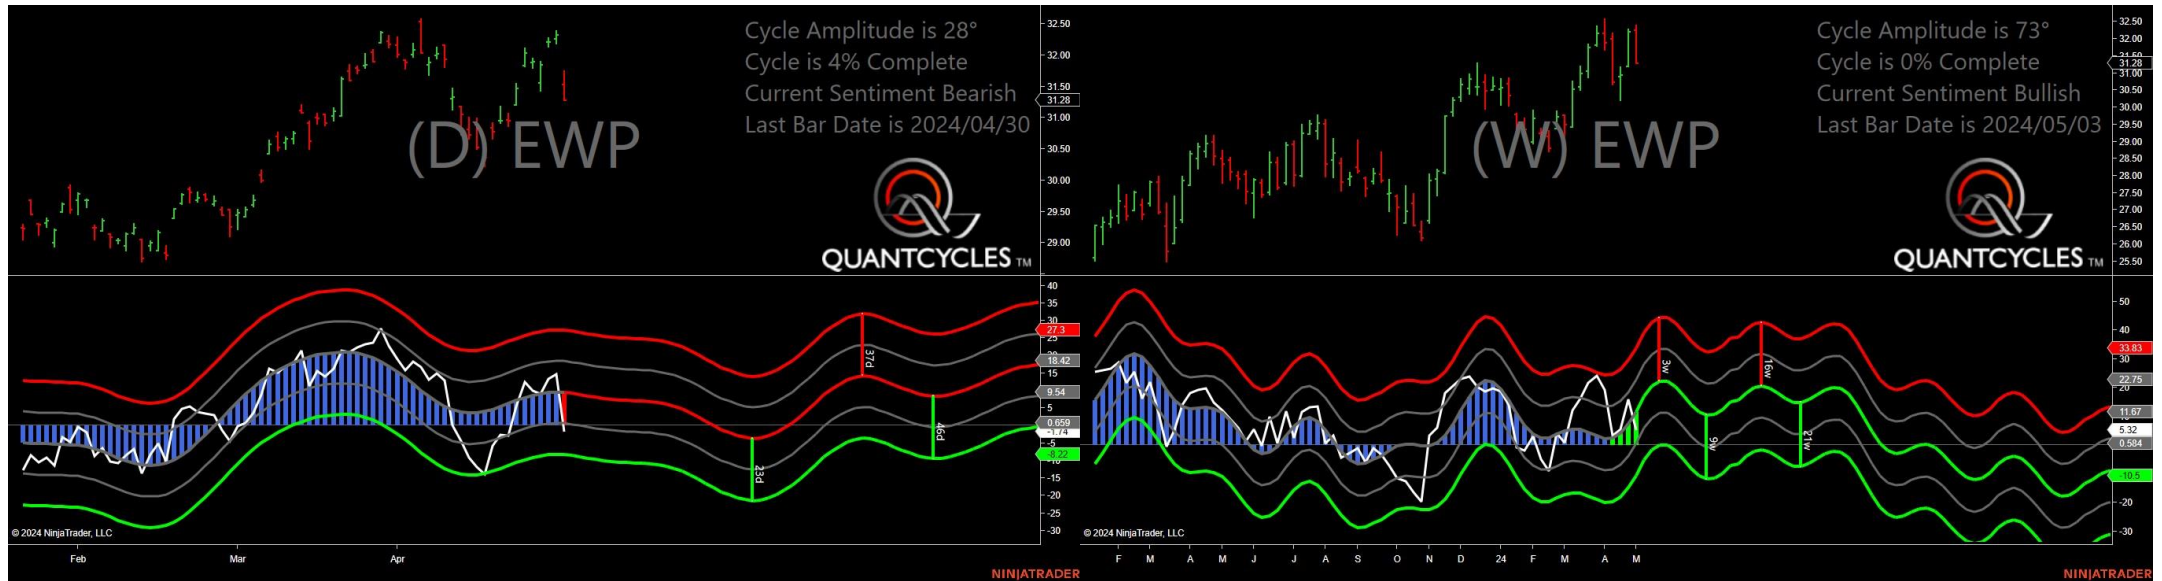 Cycle Amplitude is 28°
Cycle is 4% Complete
Current Sentiment Bearish
Last Bar Date is 2024/04/30
(D) EWP
QUANTCYCLES TM
32.50
32.00
31.50
31.28
31.00
30.50
30.00
29.50
29.00
40
35
30
27.3
18.42
15
9.54
5
0.659
-1.74
-5
-8.22
-10
-15
-20
-25
-30
37d
23d
46d
© 2024 NinjaTrader, LLC
Feb
Mar
Apr
NINJATRADER
Cycle Amplitude is 73°
Cycle is 0% Complete
Current Sentiment Bullish
Last Bar Date is 2024/05/03
(W) EWP
QUANTCYCLES TM
32.50
32.00
31.50
31.28
31.00
30.50
30.00
29.50
29.00
28.50
28.00
27.50
27.00
26.50
26.00
25.50
50
40
33.83
30
22.75
20
11.67
5.32
0.584
-10.5
-20
-30
3w
9w
16w
21w
© 2024 NinjaTrader, LLC
F M A M J J A S O N D 24 F M A M
NINJATRADER